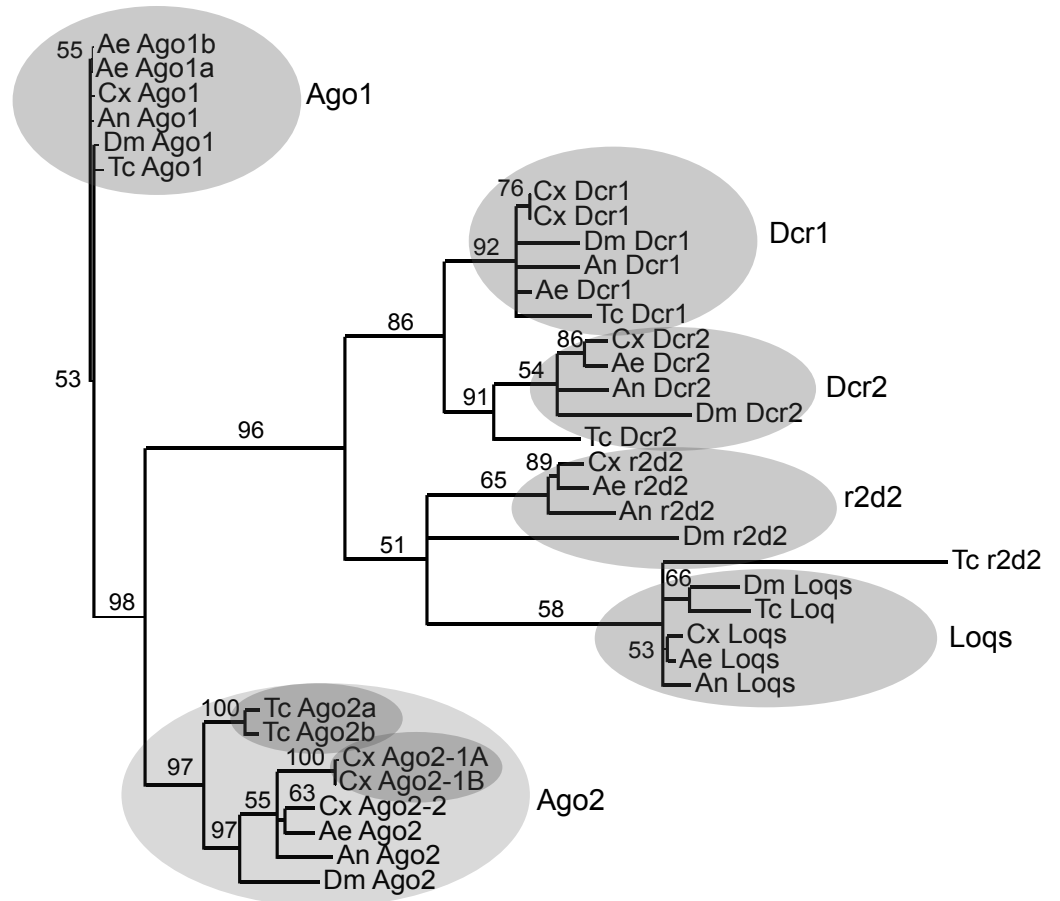 55
Ae Ago1b
Ae Ago1a
Cx Ago1
An Ago1
Dm Ago1
Tc Ago1
Ago1
53
76
Cx Dcr1
Cx Dcr1
92
Dm Dcr1
An Dcr1
Ae Dcr1
Tc Dcr1
Dcr1
86
86
Cx Dcr2
Ae Dcr2
54
An Dcr2
91
Dm Dcr2
Tc Dcr2
Dcr2
96
89
Cx r2d2
65
Ae r2d2
An r2d2
Dm r2d2
r2d2
51
Tc r2d2
66
Dm Loqs
Tc Loq
58
Cx Loqs
53
Ae Loqs
An Loqs
Loqs
98
100
Tc Ago2a
Tc Ago2b
97
100
Cx Ago2-1A
Cx Ago2-1B
55
63
Cx Ago2-2
97
Ae Ago2
An Ago2
Dm Ago2
Ago2